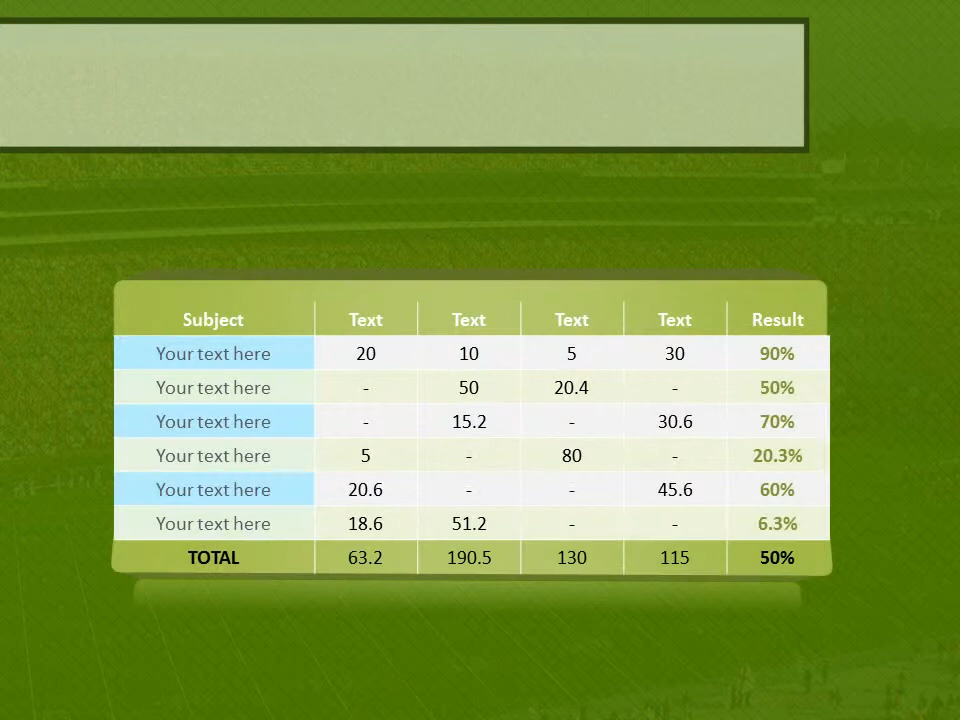 Subject Text Text Text Text Result
Your text here 20 10 5 30 90%
Your text here - 50 20.4 - 50%
Your text here - 15.2 - 30.6 70%
Your text here 5 - 80 - 20.3%
Your text here 20.6 - - 45.6 60%
Your text here 18.6 51.2 - - 6.3%
TOTAL 63.2 190.5 130 115 50%